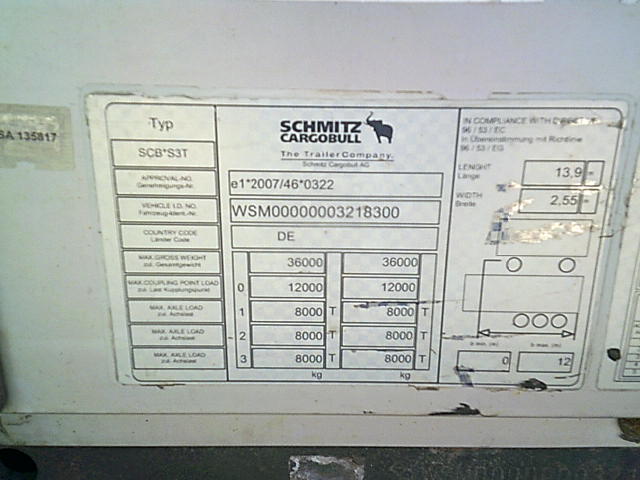 SA 135817
Typ
SCB*S3T
SCHMITZ
CARGOBULL
The Trailer Company.
Schmitz Cargobull AG
IN COMPLIANCE WITH
96 / 53 / EC
in Übereinstimmung mit Richtlinie
96 / 53 / EG
APPROVAL-NO.
Genehmigungs-Nr.
e1*2007/46*0322
LENGHT
Länge
13,9 m
VEHICLE I.D. NO.
Fahrzeug-Ident.-Nr.
WSM00000003218300
WIDTH
Breite
2,55 m
COUNTRY CODE
Länder Code
DE
MAX.GROSS WEIGHT
zul. Gesamtgewicht
36000 36000
MAX.COUPLING POINT LOAD
zul. Last Kupplungspunkt
0 12000 12000
MAX. AXLE LOAD
zul. Achslast
1 8000 T 8000 T
MAX. AXLE LOAD
zul. Achslast
2 8000 T 8000 T
MAX. AXLE LOAD
zul. Achslast
3 8000 T 8000 T
kg kg
b min. (m) b max. (m)
0 12